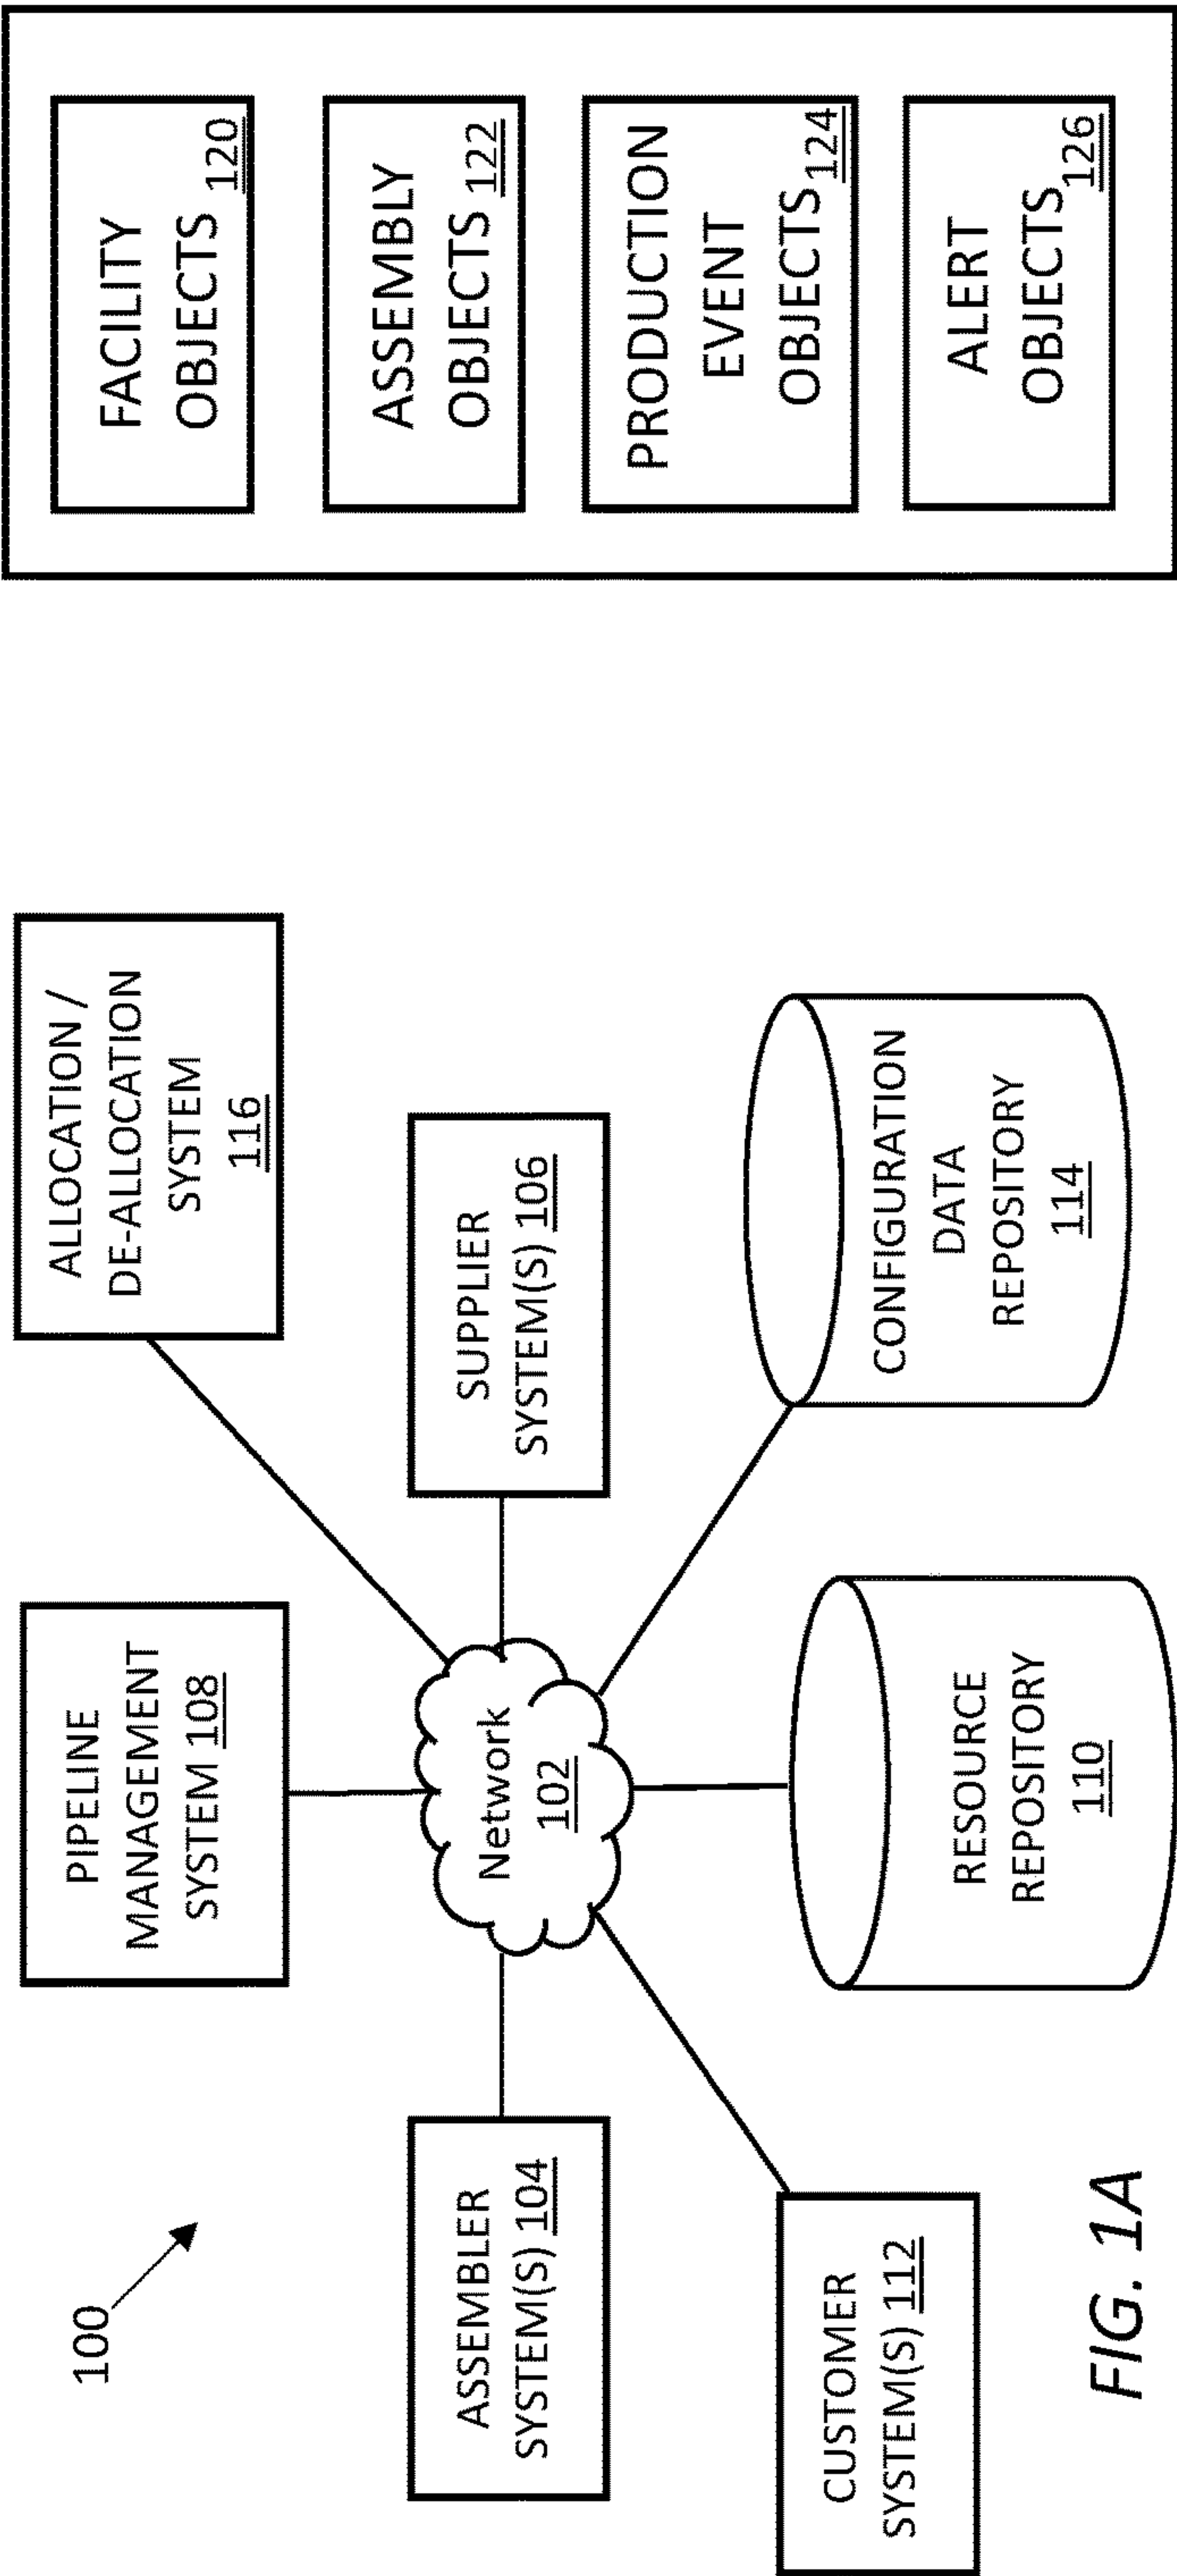 100
PIPELINE
MANAGEMENT
SYSTEM 108
ALLOCATION /
DE-ALLOCATION
SYSTEM
116
ASSEMBLER
SYSTEM(S) 104
Network
102
SUPPLIER
SYSTEM(S) 106
CUSTOMER
SYSTEM(S) 112
RESOURCE
REPOSITORY
110
CONFIGURATION
DATA
REPOSITORY
114
FACILITY
OBJECTS 120
ASSEMBLY
OBJECTS 122
PRODUCTION
EVENT
OBJECTS 124
ALERT
OBJECTS 126
FIG. 1A